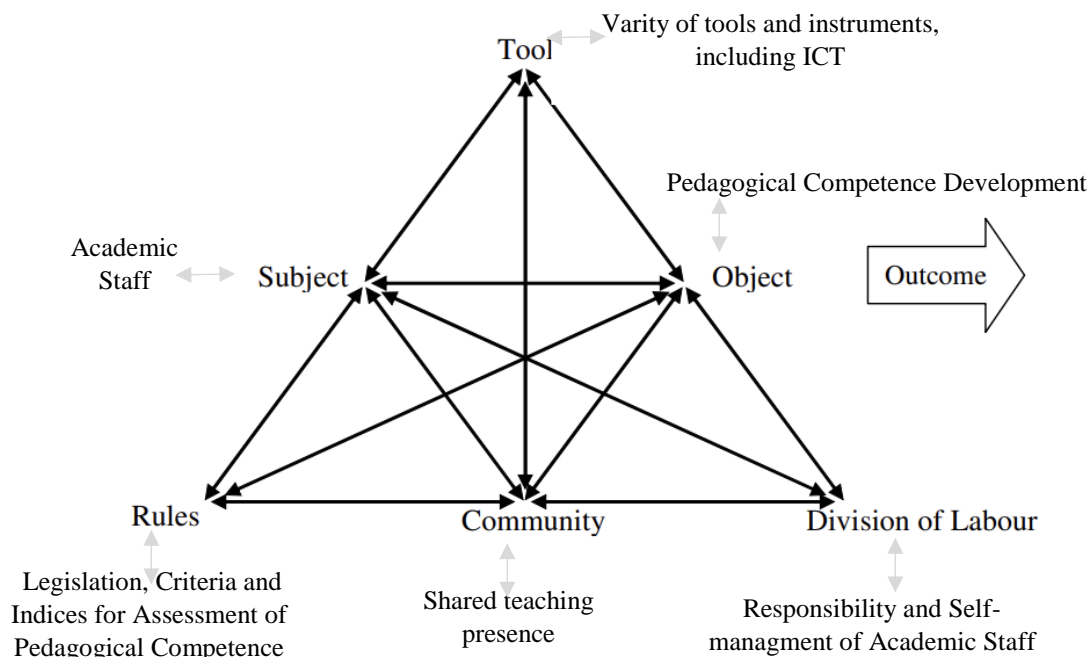 Varity of tools and instruments,
including ICT
Tool
Pedagogical Competence Development
Academic
Staff
Subject
Object
Outcome
Rules
Community
Division of Labour
Legislation, Criteria and
Indices for Assessment of
Pedagogical Competence
Shared teaching
presence
Responsibility and Self-
managment of Academic Staff